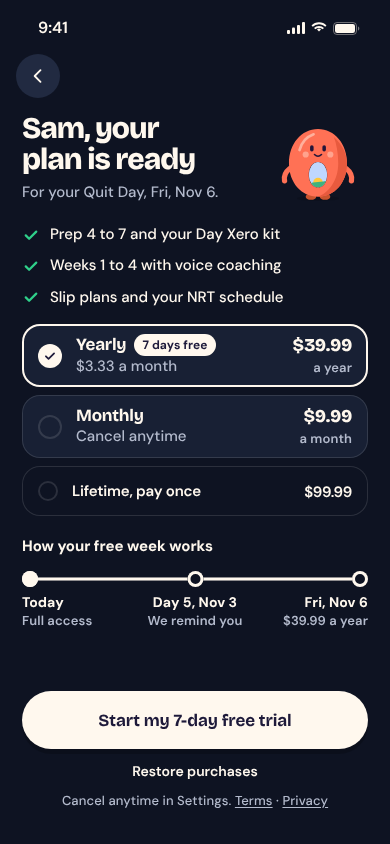 9:41
Sam, your
plan is ready
For your Quit Day, Fri, Nov 6.
Prep 4 to 7 and your Day Xero kit
Weeks 1 to 4 with voice coaching
Slip plans and your NRT schedule
Yearly 7 days free $39.99
$3.33 a month a year
Monthly $9.99
Cancel anytime a month
Lifetime, pay once $99.99
How your free week works
Today Day 5, Nov 3 Fri, Nov 6
Full access We remind you $39.99 a year
Start my 7-day free trial
Restore purchases
Cancel anytime in Settings. Terms · Privacy